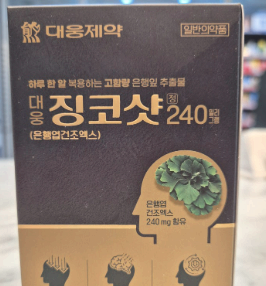 대웅제약
일반의약품
하루 한 알 복용하는 고함량 은행잎 추출물
대웅 징코샷 정 240 밀리그램
(은행엽건조엑스)
은행엽
건조엑스
240 mg 함유